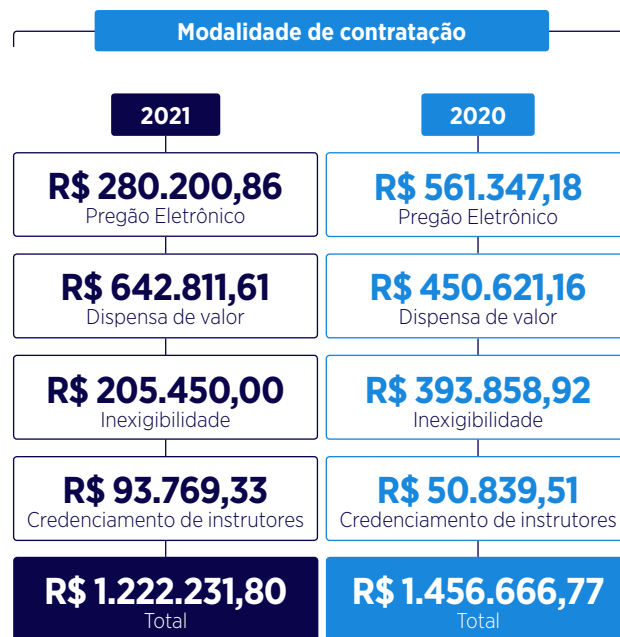 Modalidade de contratação
2021
R$ 280.200,86
Pregão Eletrônico
R$ 642.811,61
Dispensa de valor
R$ 205.450,00
Inexigibilidade
R$ 93.769,33
Credenciamento de instrutores
R$ 1.222.231,80
Total
2020
R$ 561.347,18
Pregão Eletrônico
R$ 450.621,16
Dispensa de valor
R$ 393.858,92
Inexigibilidade
R$ 50.839,51
Credenciamento de instrutores
R$ 1.456.666,77
Total